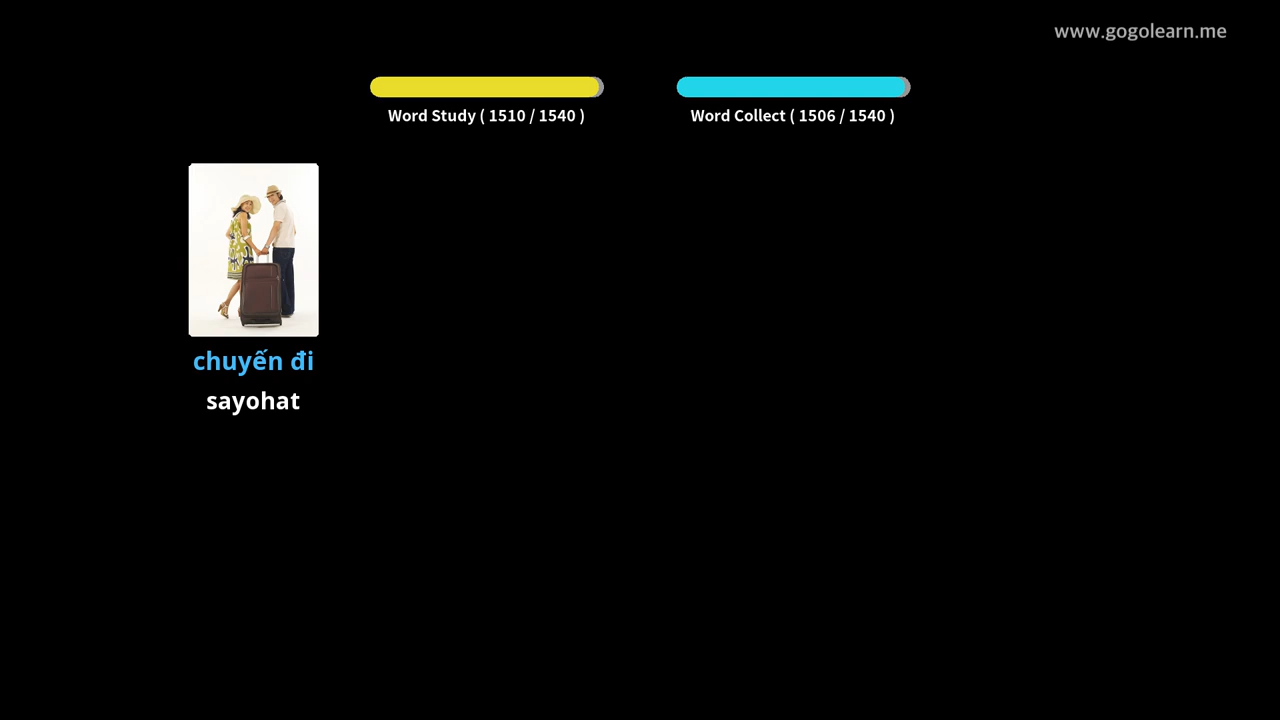 www.gogolearn.me
Word Study ( 1510 / 1540 )
Word Collect ( 1506 / 1540 )
chuyến đi
sayohat